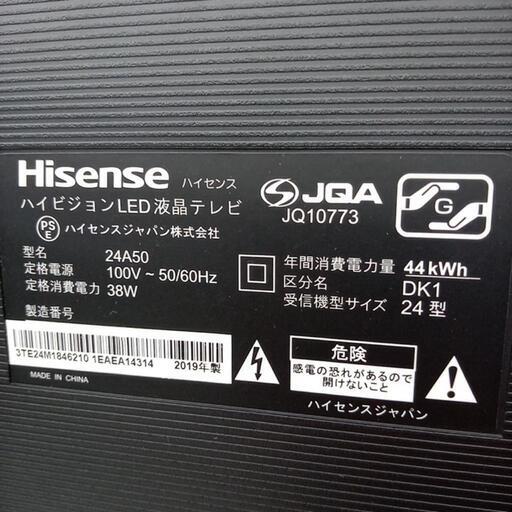 Hisense ハイセンス
ハイビジョンLED液晶テレビ
PS E ハイセンスジャパン株式会社
JQA
JQ10773
G
型名 24A50
定格電源 100V ~ 50/60Hz
定格消費電力 38W
年間消費電力量 44kWh
区分名 DK1
受信機型サイズ 24型
製造番号
3TE24M1846210 1EAEA14314 2019年製
MADE IN CHINA
危険
感電の恐れがあるので
開けないこと
ハイセンスジャパン